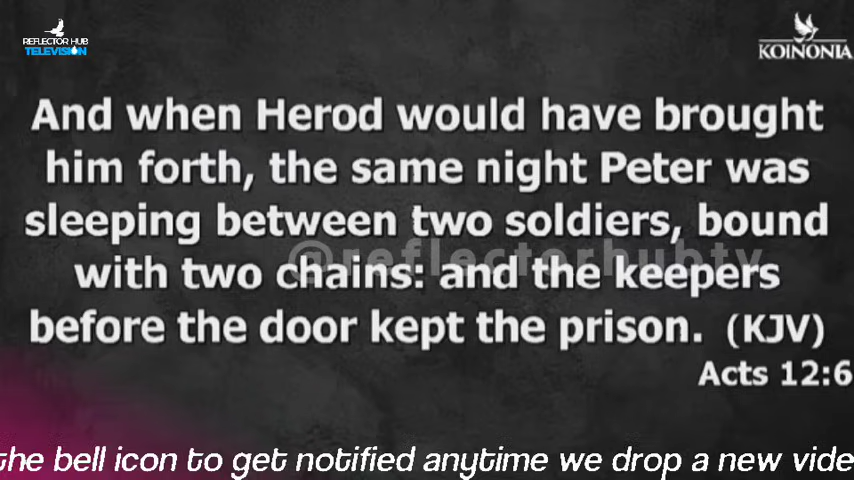 REFLECTOR HUB
TELEVISION
KOINONIA
And when Herod would have brought
him forth, the same night Peter was
sleeping between two soldiers, bound
with two chains: and the keepers
before the door kept the prison. (KJV)
@reflectorhubtv
Acts 12:6
the bell icon to get notified anytime we drop a new vide